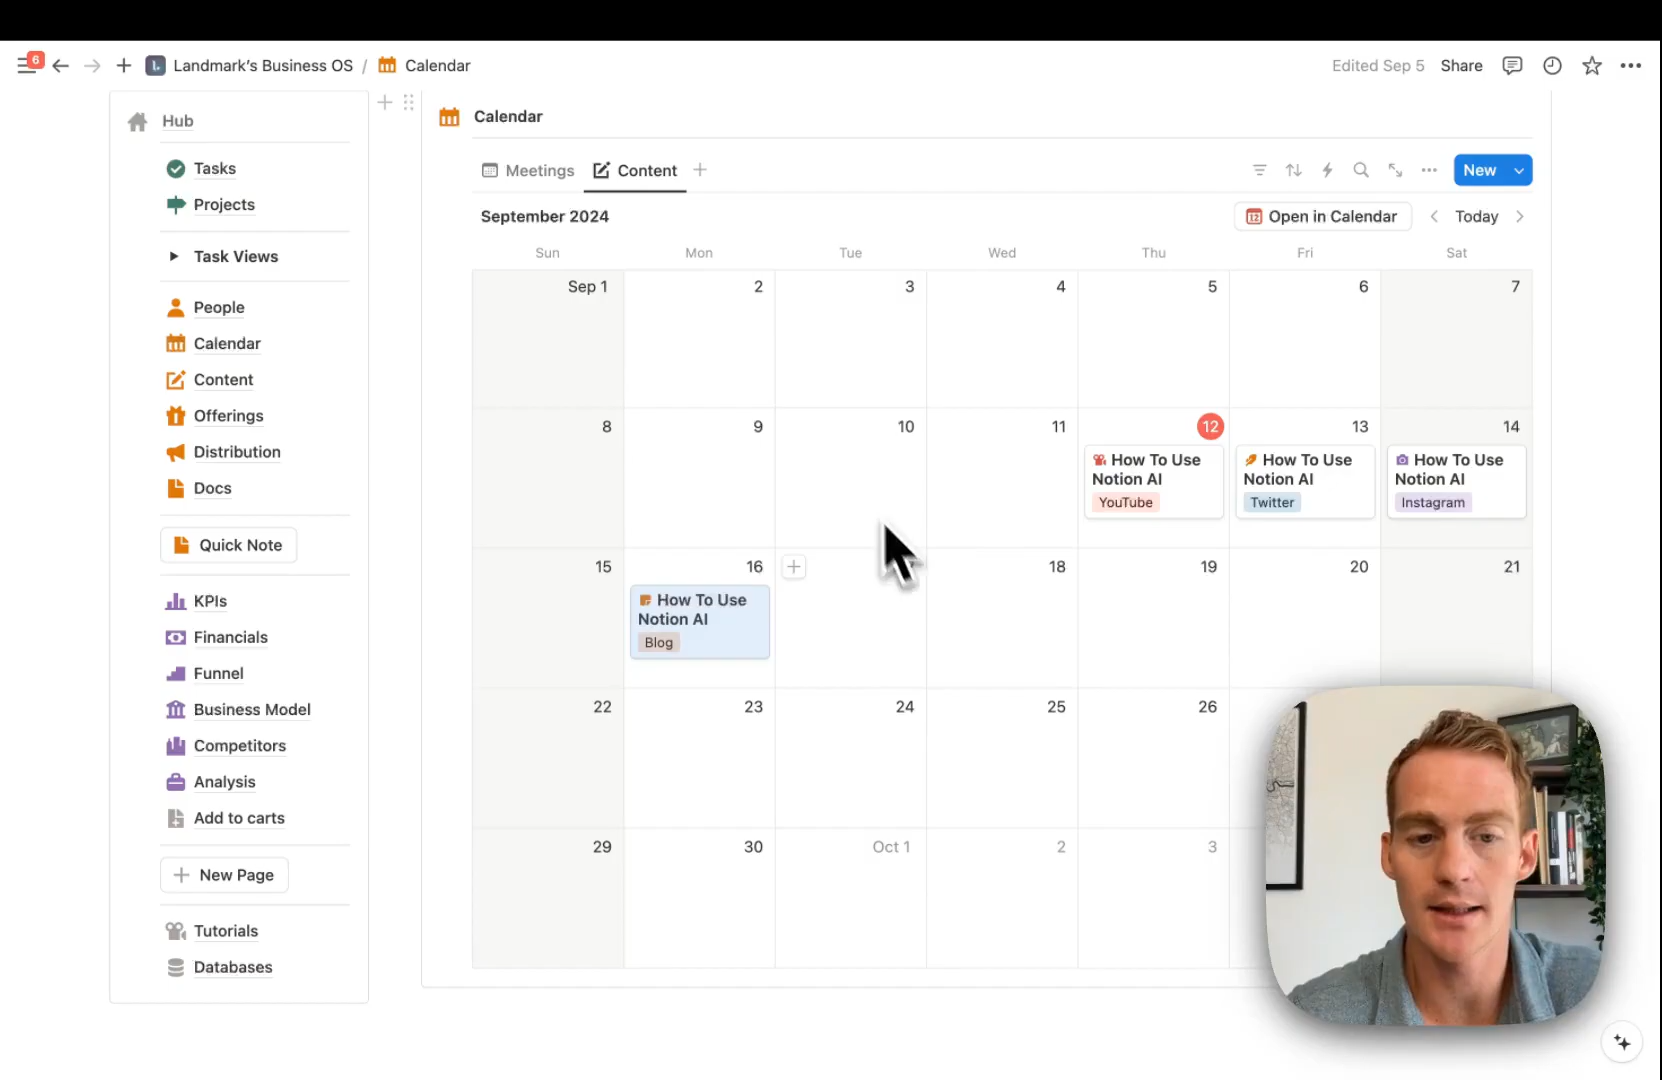 6
Landmark's Business OS / Calendar
Edited Sep 5 Share
Hub
Tasks
Projects
Task Views
People
Calendar
Content
Offerings
Distribution
Docs
Quick Note
KPIs
Financials
Funnel
Business Model
Competitors
Analysis
Add to carts
New Page
Tutorials
Databases
Calendar
Meetings Content
New
September 2024
12 Open in Calendar Today
Sun Mon Tue Wed Thu Fri Sat
Sep 1 2 3 4 5 6 7
8 9 10 11 12 13 14
How To Use Notion AI
YouTube
How To Use Notion AI
Twitter
How To Use Notion AI
Instagram
15 16 18 19 20 21
How To Use
Notion AI
Blog
22 23 24 25 26
29 30 Oct 1 2 3